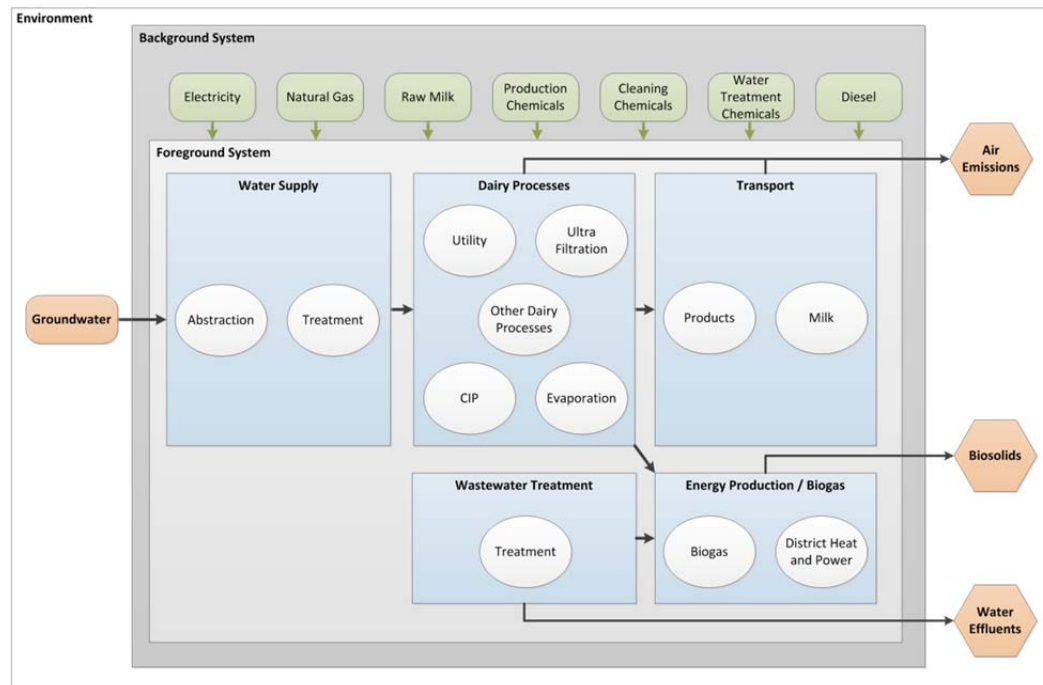 Environment
Background System
Electricity
Natural Gas
Raw Milk
Production
Chemicals
Cleaning
Chemicals
Water
Treatment
Chemicals
Diesel
Foreground System
Water Supply
Dairy Processes
Transport
Air
Emissions
Utility
Ultra
Filtration
Groundwater
Abstraction
Treatment
Other Dairy
Processes
Products
Milk
CIP
Evaporation
Wastewater Treatment
Energy Production / Biogas
Biosolids
Treatment
Biogas
District Heat
and Power
Water
Effluents